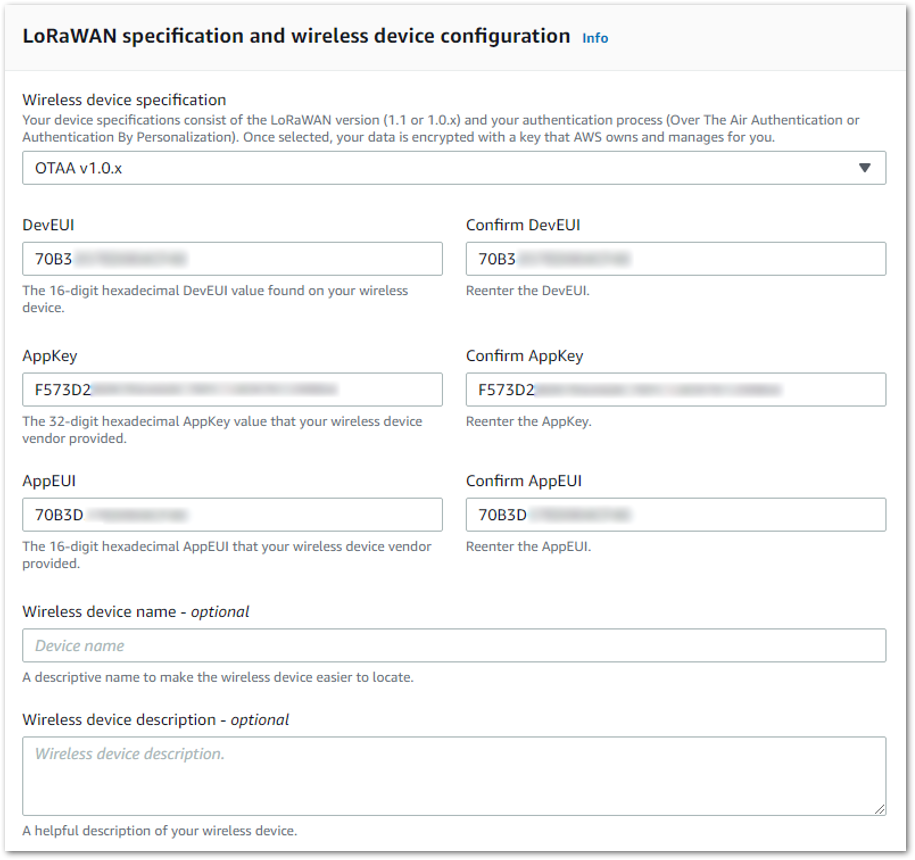 LoRaWAN specification and wireless device configuration Info
Wireless device specification
Your device specifications consist of the LoRaWAN version (1.1 or 1.0.x) and your authentication process (Over The Air Authentication or
Authentication By Personalization). Once selected, your data is encrypted with a key that AWS owns and manages for you.
OTAA v1.0.x
DevEUI
Confirm DevEUI
70B3
70B3
The 16-digit hexadecimal DevEUI value found on your wireless
device.
Reenter the DevEUI.
AppKey
Confirm AppKey
F573D2
F573D2
The 32-digit hexadecimal AppKey value that your wireless device
vendor provided.
Reenter the AppKey.
AppEUI
Confirm AppEUI
70B3D
70B3D
The 16-digit hexadecimal AppEUI that your wireless device vendor
provided.
Reenter the AppEUI.
Wireless device name - optional
Device name
A descriptive name to make the wireless device easier to locate.
Wireless device description - optional
Wireless device description.
A helpful description of your wireless device.